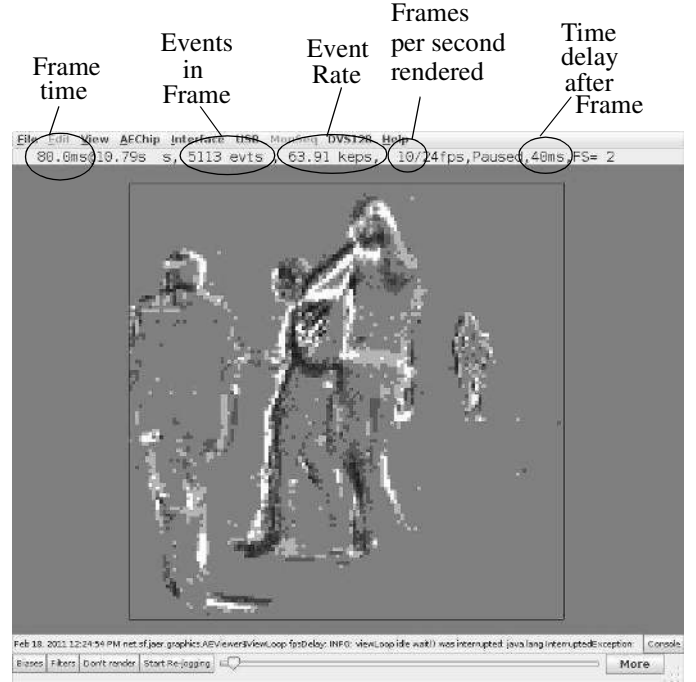 Frame
time
Events
in
Frame
Event
Rate
Frames
per second
rendered
Time
delay
after
Frame
File Edit View AEChip Interface USB MonSeq DVS128 Help
80.0ms@10.79s s, 5113 evts , 63.91 keps, 10/24fps,Paused,40ms,FS= 2
Feb 18, 2011 12:24:54 PM net.sf.jaer.graphics.AEViewer$ViewLoop fpsDelay: INFO: viewLoop idle wait() was interrupted: java.lang.InterruptedException Console
Biases Filters Don't render Start Re-logging More